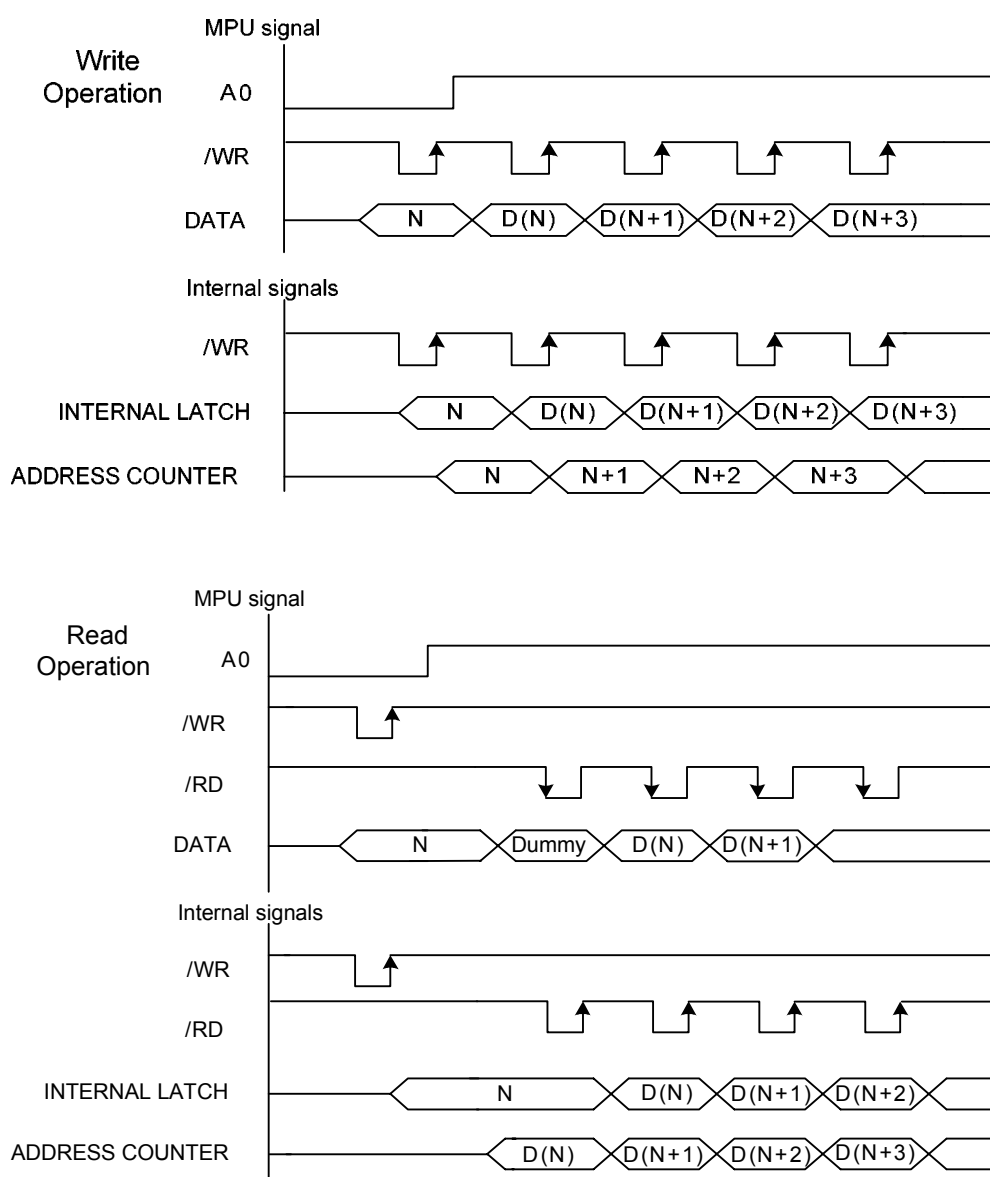 MPU signal
Write
Operation
A0
/WR
DATA N D(N) D(N+1) D(N+2) D(N+3)
Internal signals
/WR
INTERNAL LATCH N D(N) D(N+1) D(N+2) D(N+3)
ADDRESS COUNTER N N+1 N+2 N+3
MPU signal
Read
Operation
A0
/WR
/RD
DATA N Dummy D(N) D(N+1)
Internal signals
/WR
/RD
INTERNAL LATCH N D(N) D(N+1) D(N+2)
ADDRESS COUNTER D(N) D(N+1) D(N+2) D(N+3)